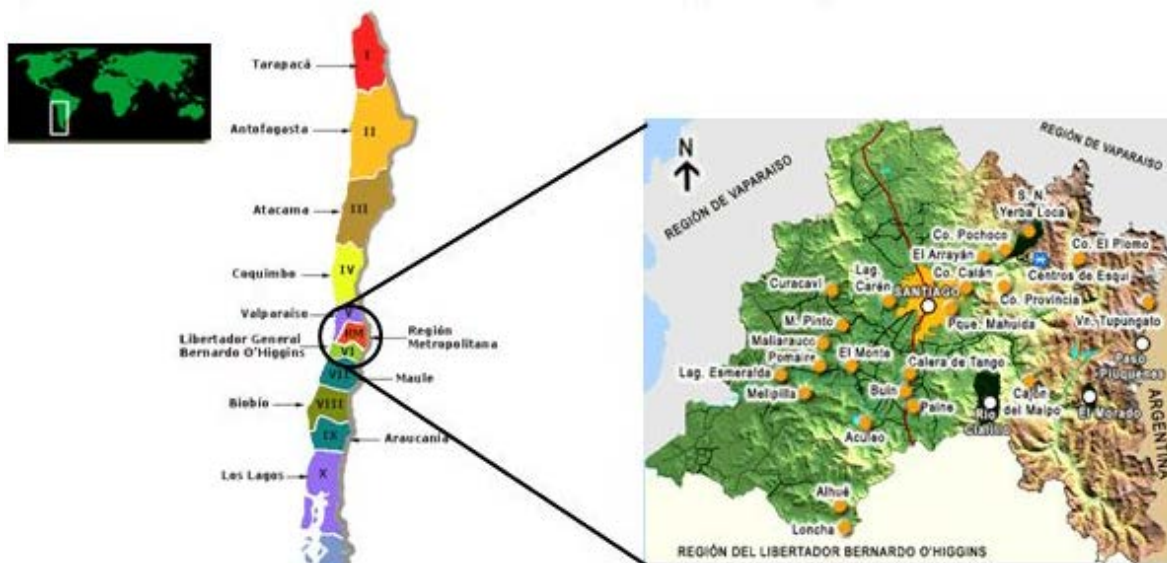 I
Tarapacá
Antofagasta
II
Atacama
III
Coquimbo
IV
Valparaiso
V
Libertador General
Bernardo O'Higgins
RM
VI
Región
Metropolitana
VII
Maule
Biobío
VIII
IX
Araucanía
Los Lagos
X
N
REGIÓN DE VAPARAISO
REGIÓN DE VAPARAISO
S. N.
Yerba Loca
Co. Pochoco
Co. El Plomo
El Arrayán
Lag.
Carén
Co. Calán
Centros de Esquí
Curacaví
SANTIAGO
Co. Provincia
M. Pinto
Pque. Mahuida
Vn. Tupungato
Mallarauco
Pomaire
El Monte
Calera de Tango
Paso
Piuquenes
Lag. Esmeralda
Melipilla
Buin
Paine
Río
Clarillo
Cajón
del Maipo
El Morado
ARGENTINA
Aculeo
Alhué
Loncha
REGIÓN DEL LIBERTADOR BERNARDO O'HIGGINS